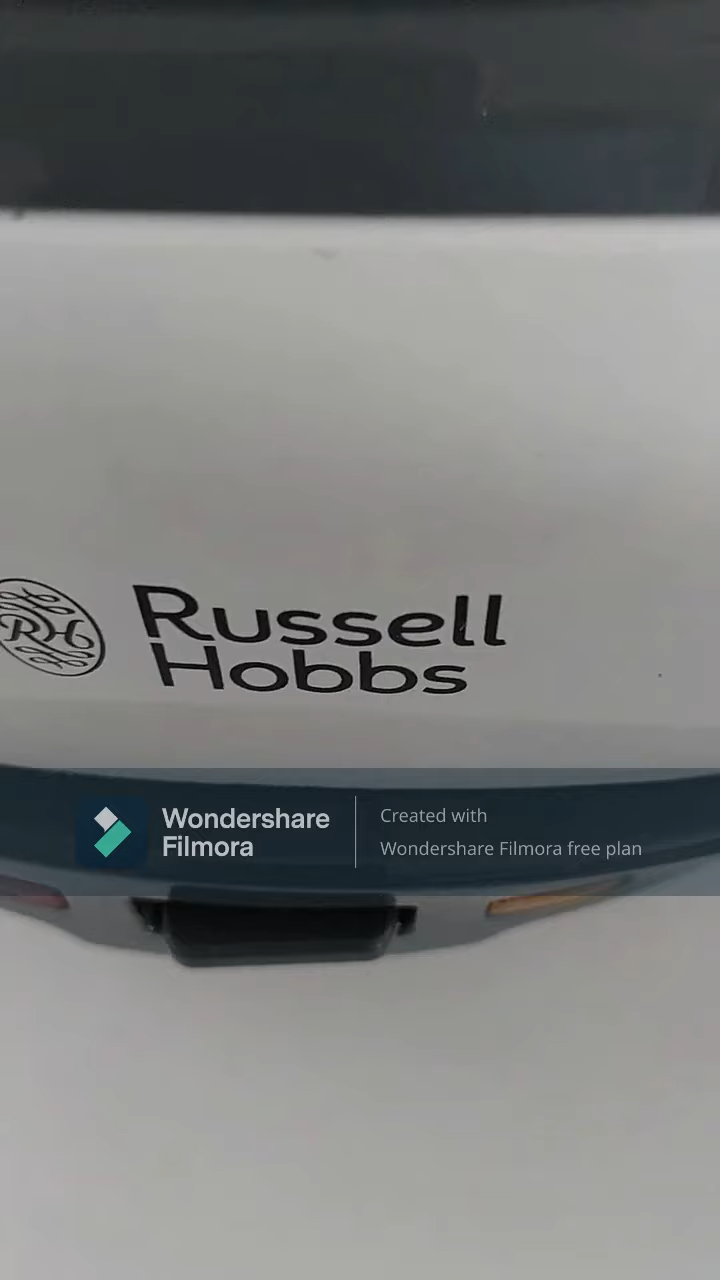 RH
Russell
Hobbs
Wondershare
Filmora
Created with
Wondershare Filmora free plan